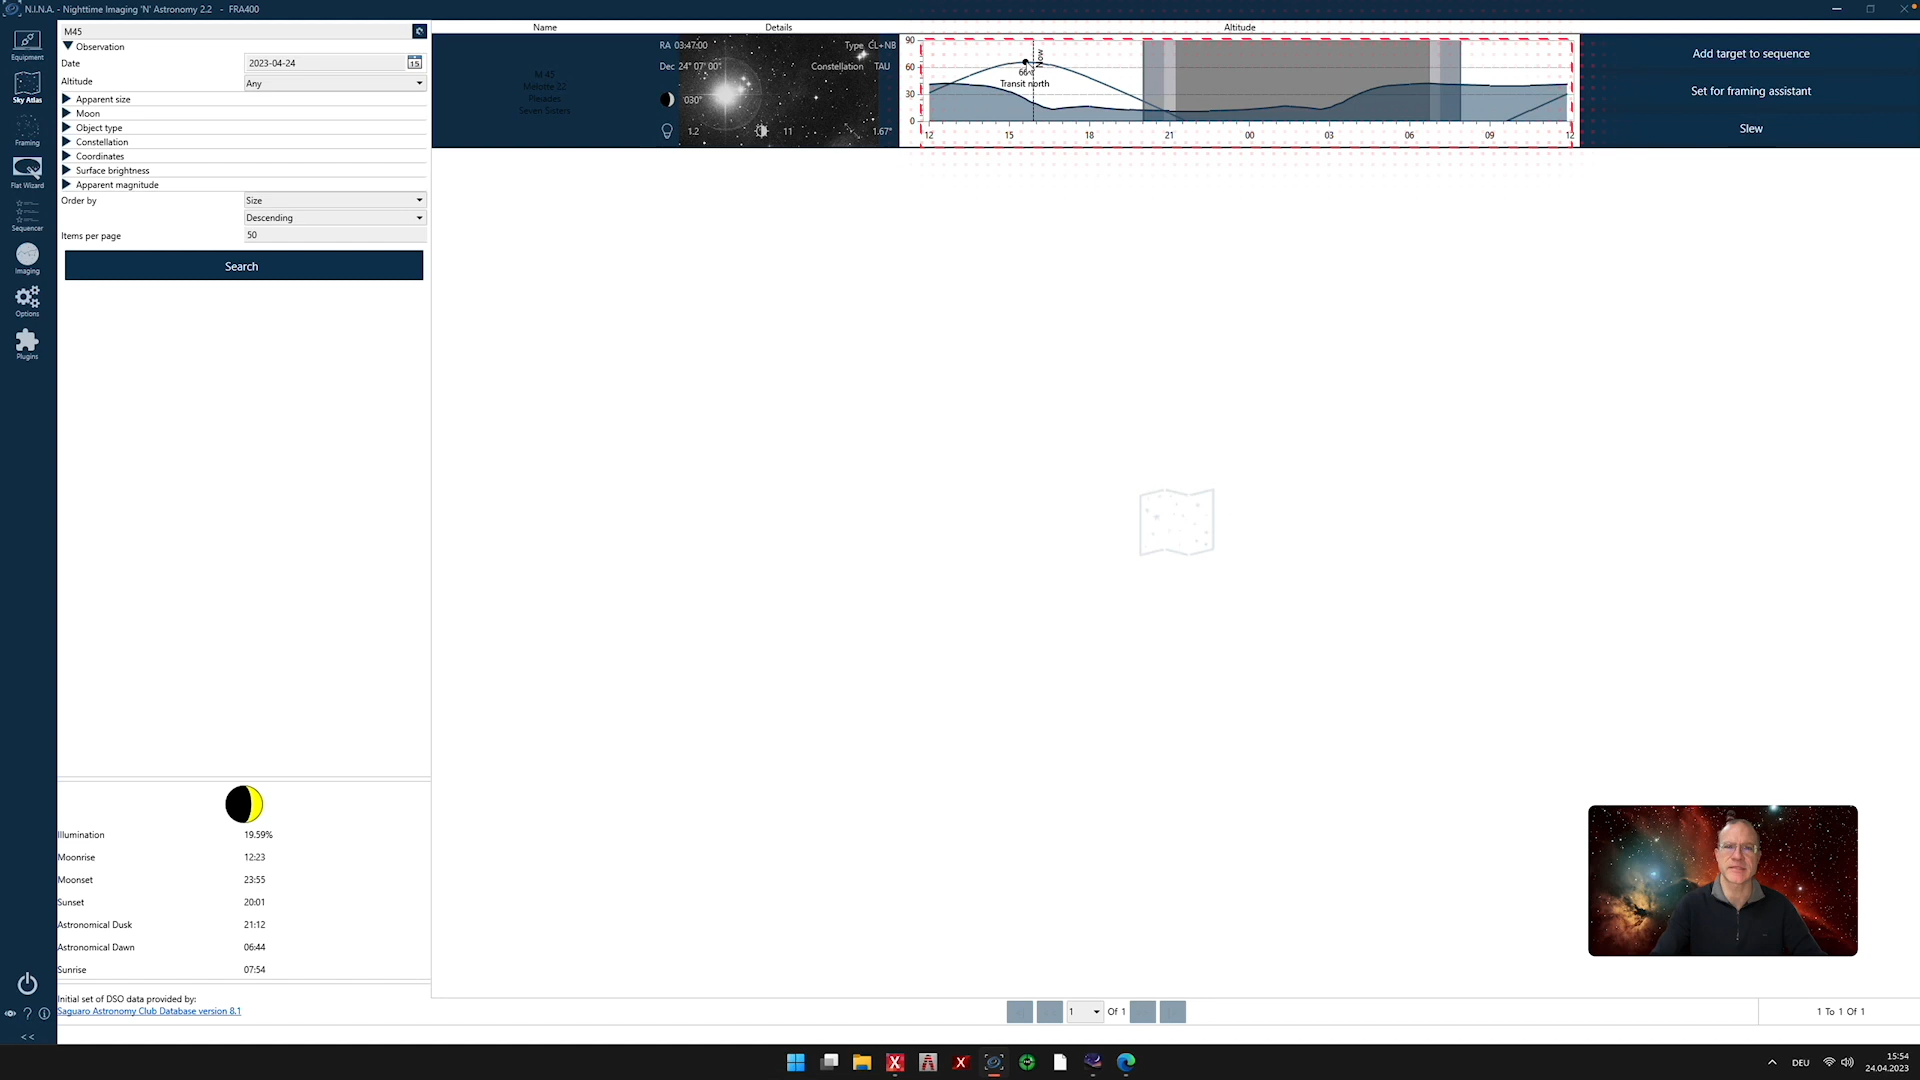 N.I.N.A. - Nighttime Imaging 'N' Astronomy 2.2 - FRA400
Equipment
Sky Atlas
Framing
Flat Wizard
Sequencer
Imaging
Options
Plugins
<<
M45
Observation
Date 2023-04-24 15
Altitude Any
Apparent size
Moon
Object type
Constellation
Coordinates
Surface brightness
Apparent magnitude
Order by Size
Descending
Items per page 50
Search
Illumination 19.59%
Moonrise 12:23
Moonset 23:55
Sunset 20:01
Astronomical Dusk 21:12
Astronomical Dawn 06:44
Sunrise 07:54
Initial set of DSO data provided by:
Saguaro Astronomy Club Database version 8.1
Name Details Altitude
M 45
Melotte 22
Pleiades
Seven Sisters
RA 03:47:00 Type CL+NB
Dec 24° 07' 00" Constellation TAU
030°
1.2 11 1.67°
90
60
30
0
Now
66°
Transit north
12 15 18 21 00 03 06 09 12
Add target to sequence
Set for framing assistant
Slew
1 Of 1
1 To 1 Of 1
DEU
15:54
24.04.2023